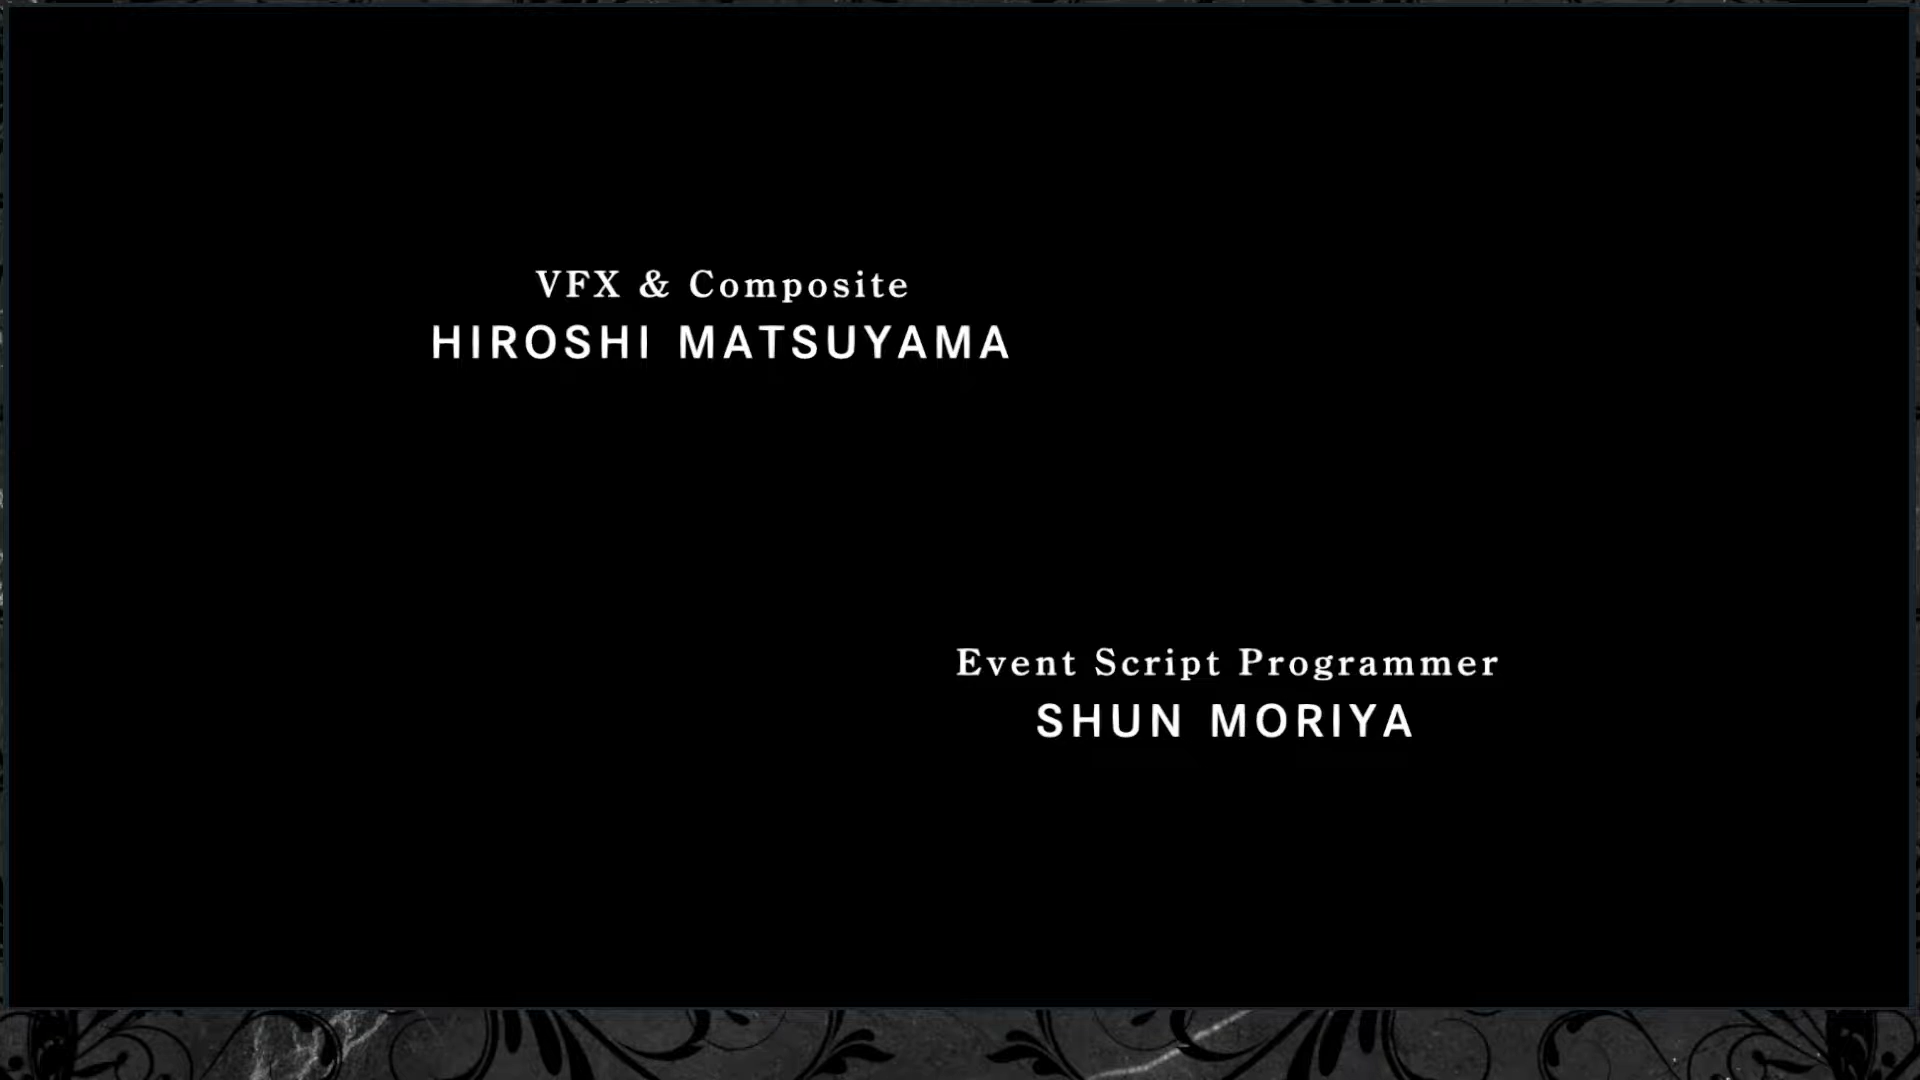 VFX & Composite
HIROSHI MATSUYAMA
Event Script Programmer
SHUN MORIYA